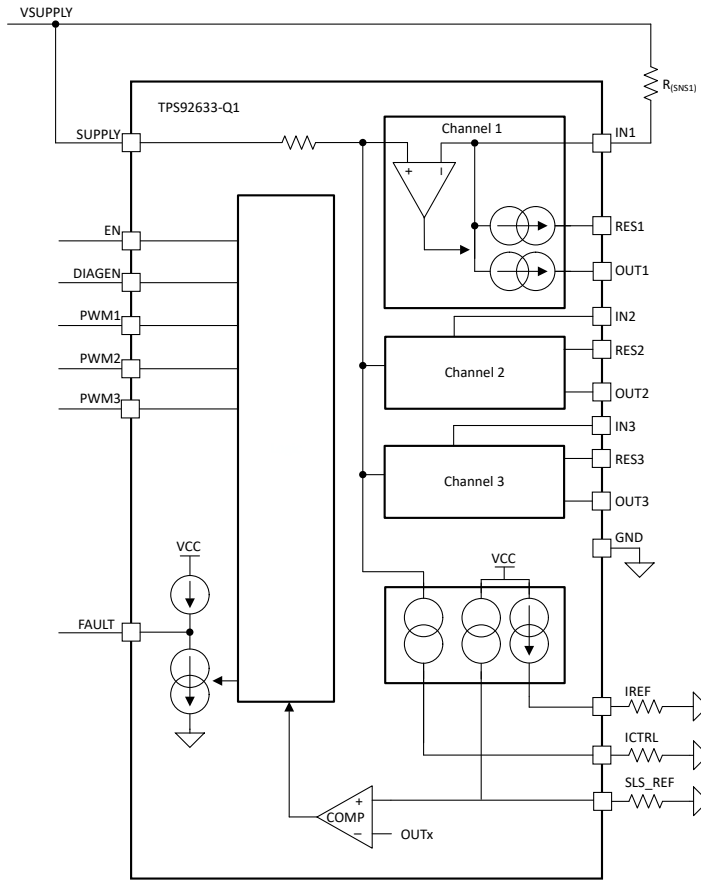 VSUPPLY
R(SNS1)
TPS92633-Q1
Channel 1
SUPPLY
IN1
+ −
EN
RES1
DIAGEN
OUT1
PWM1
IN2
PWM2
RES2
Channel 2
OUT2
PWM3
IN3
RES3
Channel 3
OUT3
GND
VCC
VCC
FAULT
IREF
ICTRL
SLS_REF
+
COMP
− OUTx